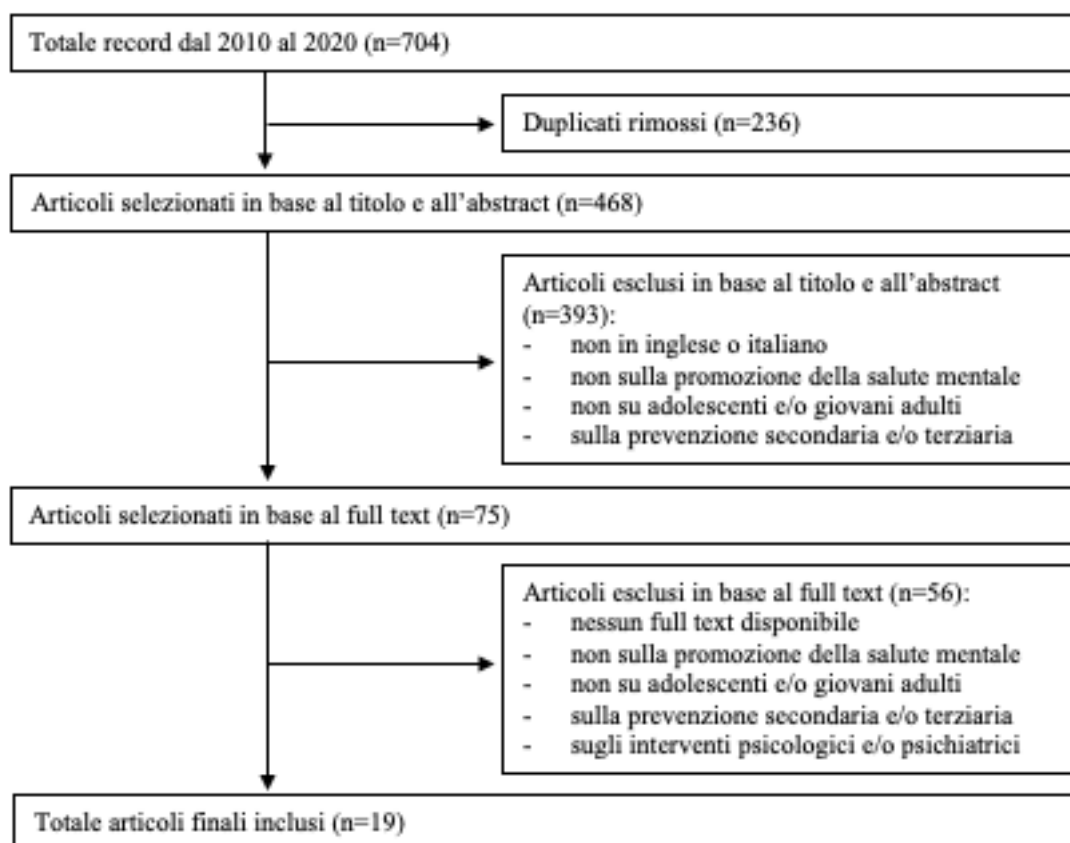 Totale record dal 2010 al 2020 (n=704)
Duplicati rimossi (n=236)
Articoli selezionati in base al titolo e all’abstract (n=468)
Articoli esclusi in base al titolo e all’abstract
(n=393):
- non in inglese o italiano
- non sulla promozione della salute mentale
- non su adolescenti e/o giovani adulti
- sulla prevenzione secondaria e/o terziaria
Articoli selezionati in base al full text (n=75)
Articoli esclusi in base al full text (n=56):
- nessun full text disponibile
- non sulla promozione della salute mentale
- non su adolescenti e/o giovani adulti
- sulla prevenzione secondaria e/o terziaria
- sugli interventi psicologici e/o psichiatrici
Totale articoli finali inclusi (n=19)